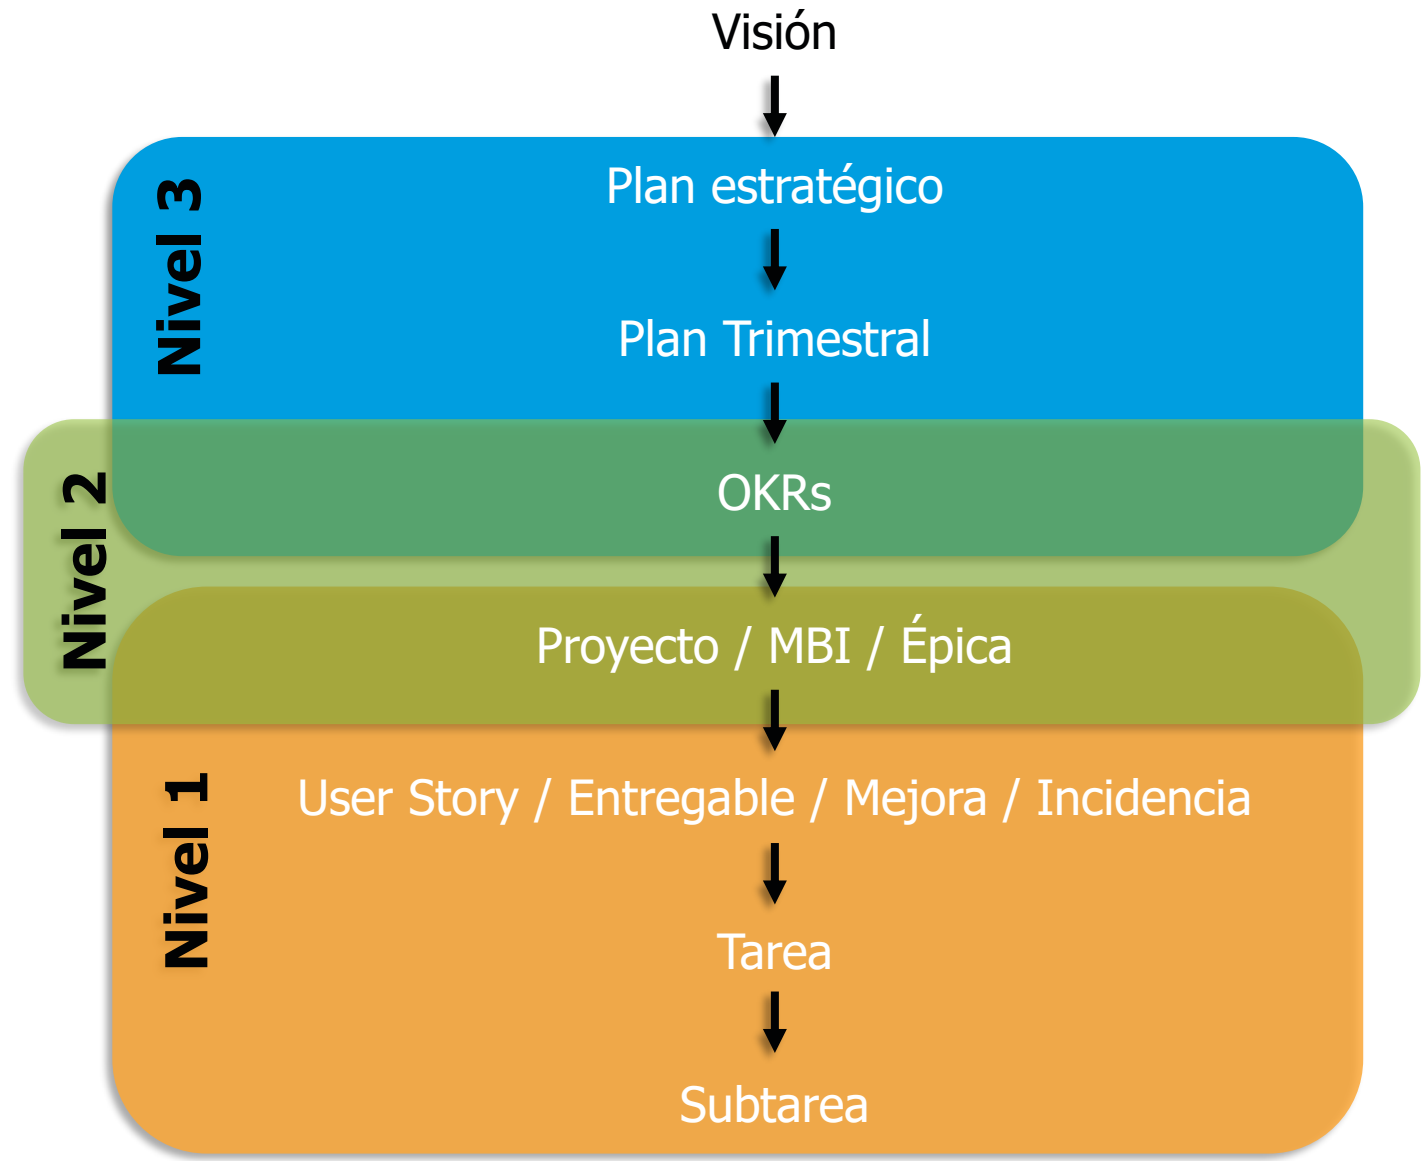 Visión
Nivel 3
Plan estratégico
Plan Trimestral
Nivel 2
OKRs
Proyecto / MBI / Épica
Nivel 1
User Story / Entregable / Mejora / Incidencia
Tarea
Subtarea